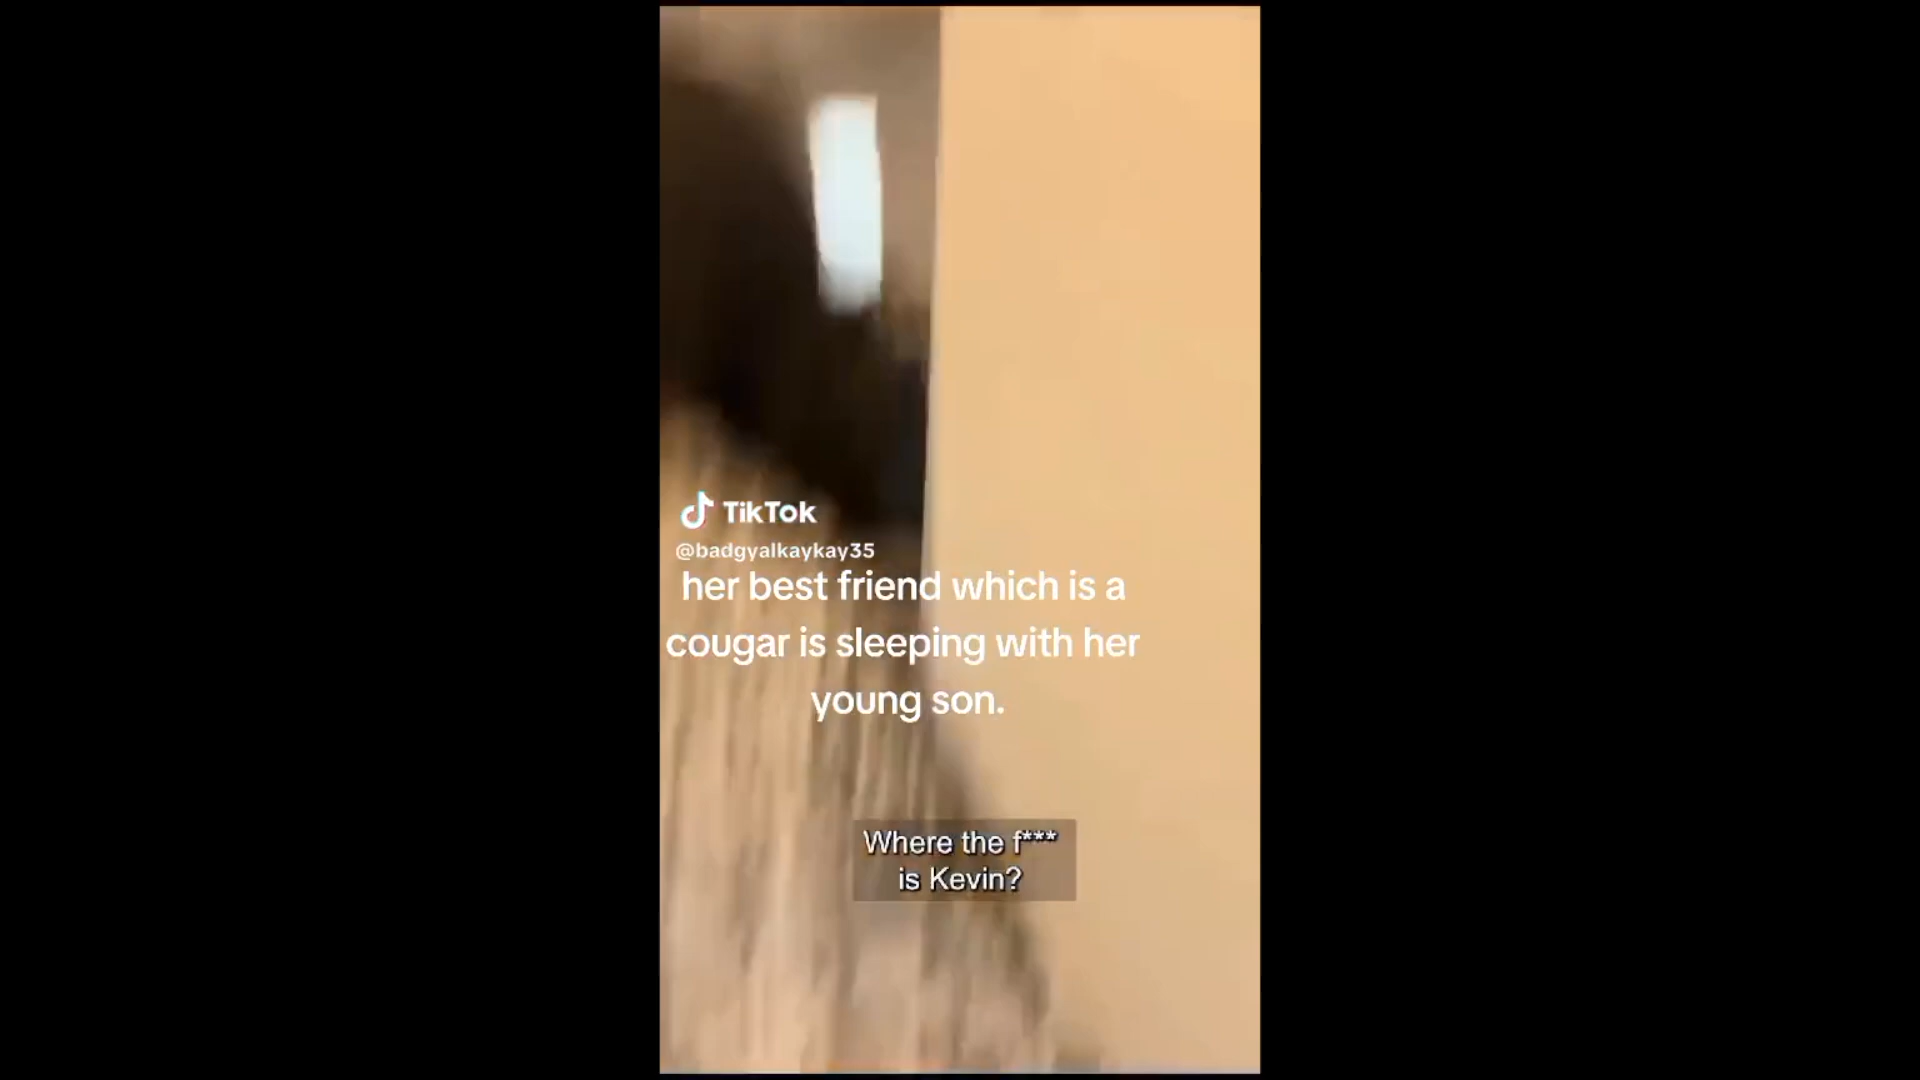 TikTok
@badgyalkaykay35
her best friend which is a
cougar is sleeping with her
young son.
Where the f***
is Kevin?